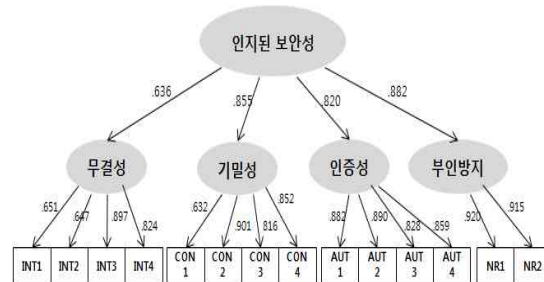 인지된 보안성
.636
.855
.820
.882
무결성
기밀성
인증성
부인방지
.651
.647
.897
.824
.632
.901
.816
.852
.882
.890
.828
.859
.920
.915
INT1
INT2
INT3
INT4
CON
1
CON
2
CON
3
CON
4
AUT
1
AUT
2
AUT
3
AUT
4
NR1
NR2